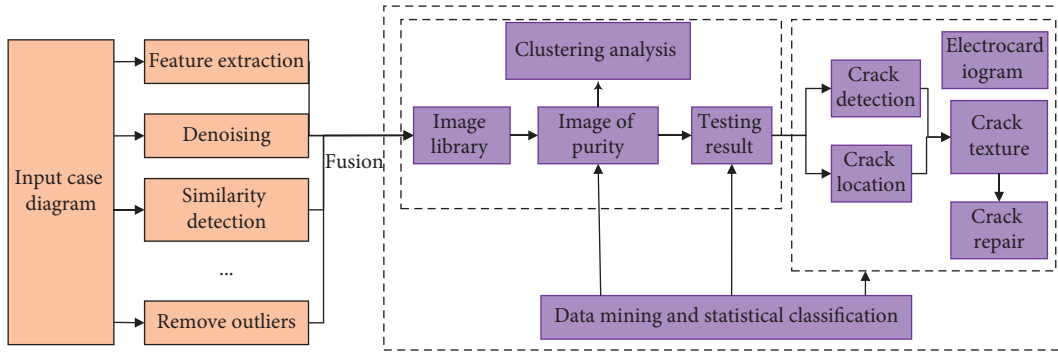 Input case
diagram
Feature extraction
Denoising
Similarity
detection
...
Remove outliers
Fusion
Clustering analysis
Image
library
Image of
purity
Testing
result
Crack
detection
Crack
location
Electrocard
iogram
Crack
texture
Crack
repair
Data mining and statistical classification